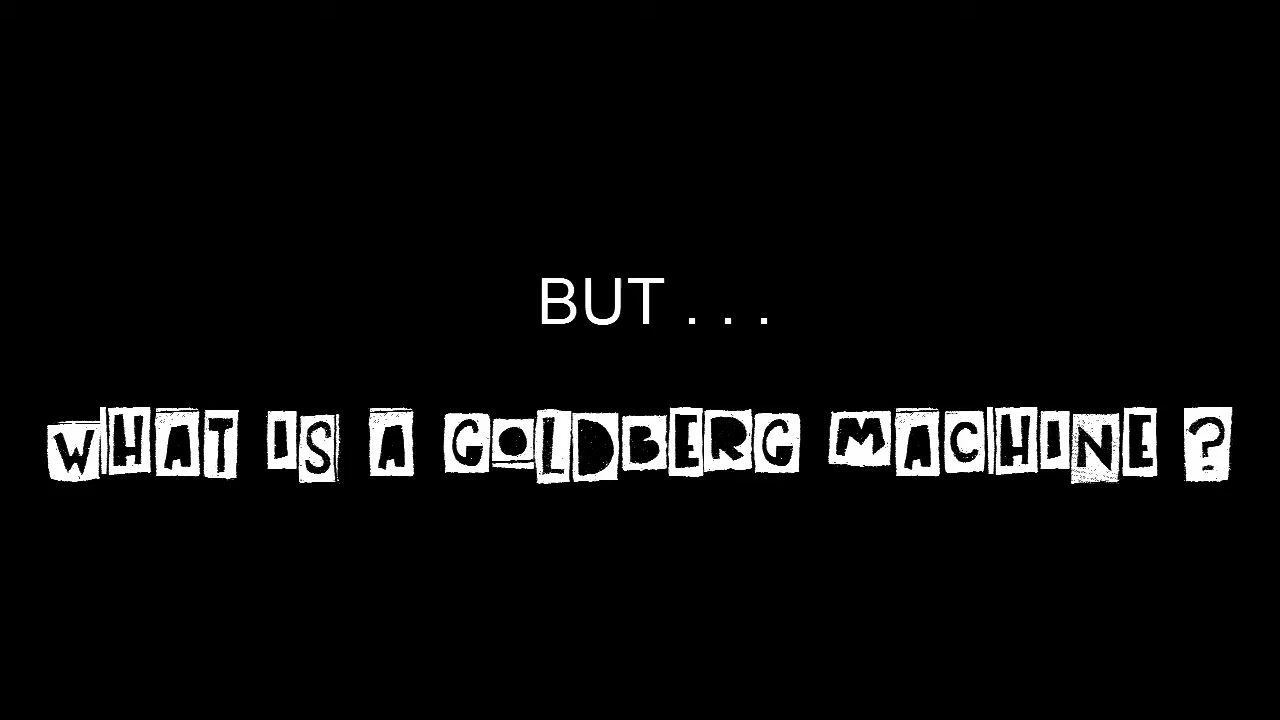 BUT . . .
WHAT IS A GOLDBERG MACHINE ?